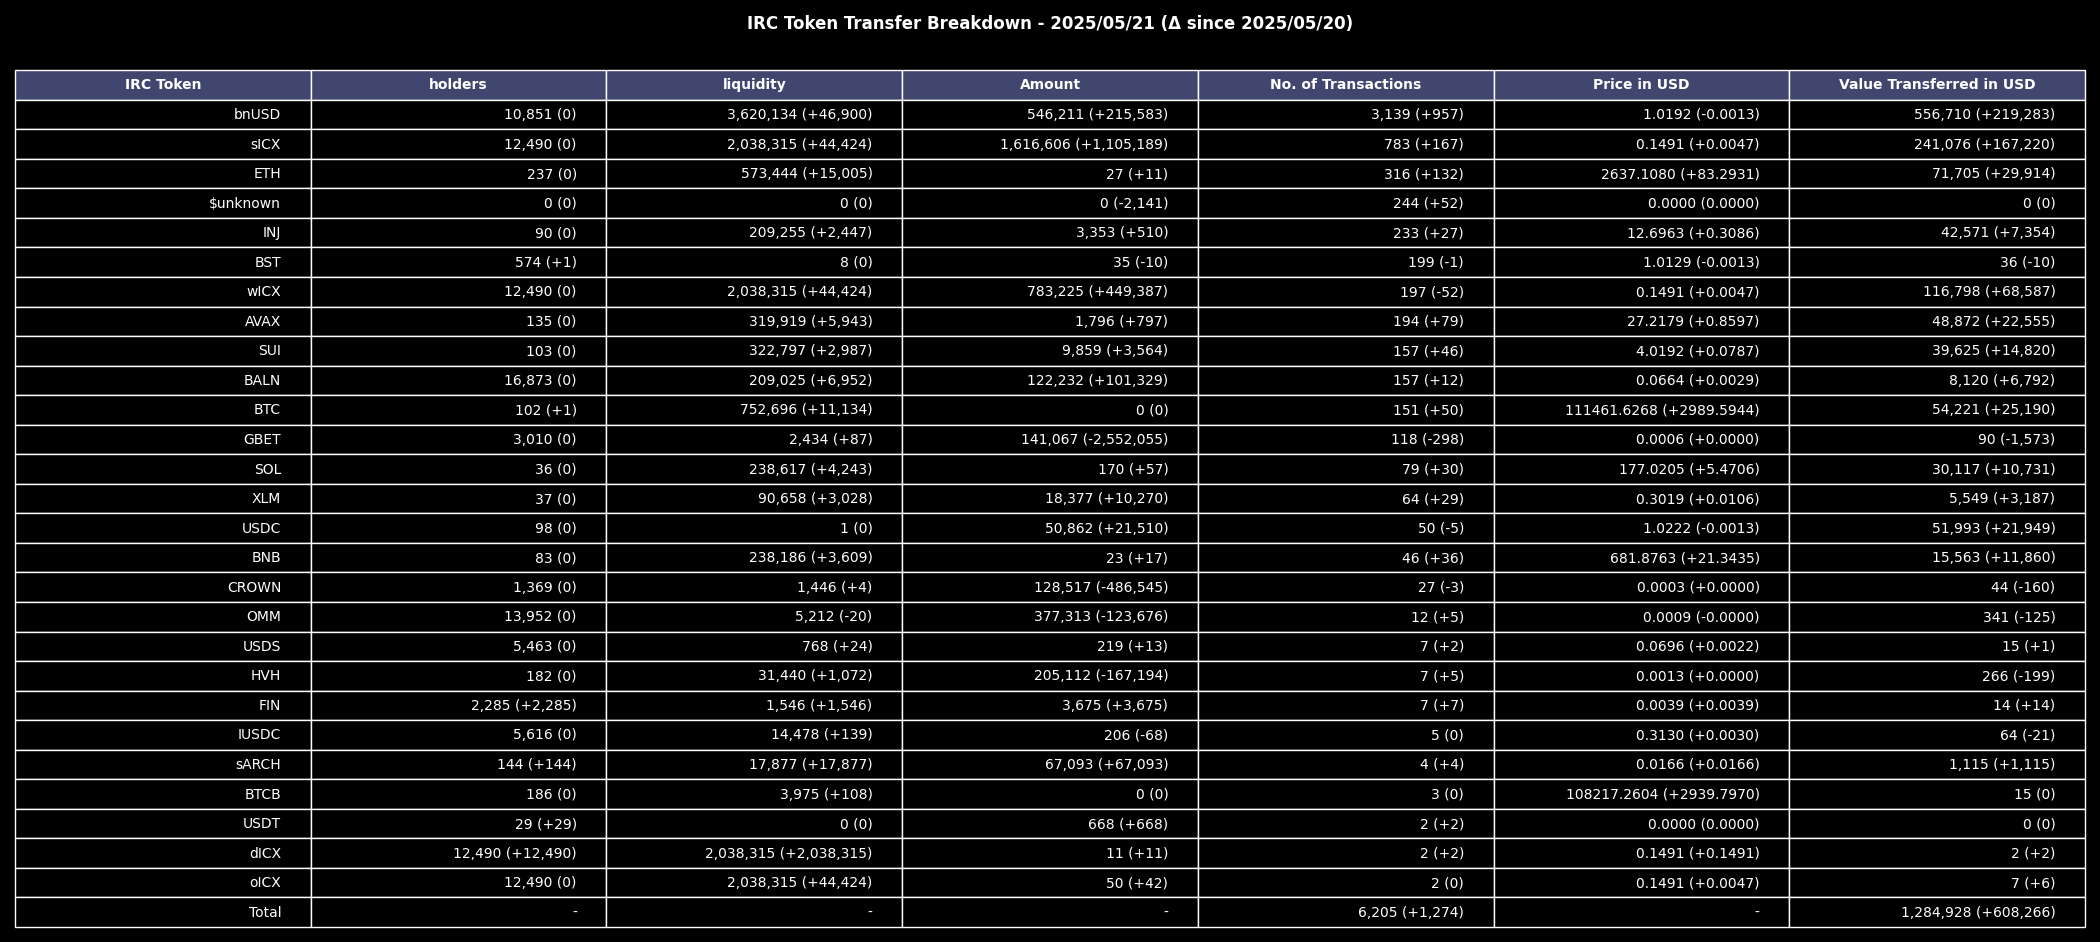 IRC Token Transfer Breakdown - 2025/05/21 (Δ since 2025/05/20)
IRC Token holders liquidity Amount No. of Transactions Price in USD Value Transferred in USD
bnUSD 10,851 (0) 3,620,134 (+46,900) 546,211 (+215,583) 3,139 (+957) 1.0192 (-0.0013) 556,710 (+219,283)
sICX 12,490 (0) 2,038,315 (+44,424) 1,616,606 (+1,105,189) 783 (+167) 0.1491 (+0.0047) 241,076 (+167,220)
ETH 237 (0) 573,444 (+15,005) 27 (+11) 316 (+132) 2637.1080 (+83.2931) 71,705 (+29,914)
$unknown 0 (0) 0 (0) 0 (-2,141) 244 (+52) 0.0000 (0.0000) 0 (0)
INJ 90 (0) 209,255 (+2,447) 3,353 (+510) 233 (+27) 12.6963 (+0.3086) 42,571 (+7,354)
BST 574 (+1) 8 (0) 35 (-10) 199 (-1) 1.0129 (-0.0013) 36 (-10)
wICX 12,490 (0) 2,038,315 (+44,424) 783,225 (+449,387) 197 (-52) 0.1491 (+0.0047) 116,798 (+68,587)
AVAX 135 (0) 319,919 (+5,943) 1,796 (+797) 194 (+79) 27.2179 (+0.8597) 48,872 (+22,555)
SUI 103 (0) 322,797 (+2,987) 9,859 (+3,564) 157 (+46) 4.0192 (+0.0787) 39,625 (+14,820)
BALN 16,873 (0) 209,025 (+6,952) 122,232 (+101,329) 157 (+12) 0.0664 (+0.0029) 8,120 (+6,792)
BTC 102 (+1) 752,696 (+11,134) 0 (0) 151 (+50) 111461.6268 (+2989.5944) 54,221 (+25,190)
GBET 3,010 (0) 2,434 (+87) 141,067 (-2,552,055) 118 (-298) 0.0006 (+0.0000) 90 (-1,573)
SOL 36 (0) 238,617 (+4,243) 170 (+57) 79 (+30) 177.0205 (+5.4706) 30,117 (+10,731)
XLM 37 (0) 90,658 (+3,028) 18,377 (+10,270) 64 (+29) 0.3019 (+0.0106) 5,549 (+3,187)
USDC 98 (0) 1 (0) 50,862 (+21,510) 50 (-5) 1.0222 (-0.0013) 51,993 (+21,949)
BNB 83 (0) 238,186 (+3,609) 23 (+17) 46 (+36) 681.8763 (+21.3435) 15,563 (+11,860)
CROWN 1,369 (0) 1,446 (+4) 128,517 (-486,545) 27 (-3) 0.0003 (+0.0000) 44 (-160)
OMM 13,952 (0) 5,212 (-20) 377,313 (-123,676) 12 (+5) 0.0009 (-0.0000) 341 (-125)
USDS 5,463 (0) 768 (+24) 219 (+13) 7 (+2) 0.0696 (+0.0022) 15 (+1)
HVH 182 (0) 31,440 (+1,072) 205,112 (-167,194) 7 (+5) 0.0013 (+0.0000) 266 (-199)
FIN 2,285 (+2,285) 1,546 (+1,546) 3,675 (+3,675) 7 (+7) 0.0039 (+0.0039) 14 (+14)
IUSDC 5,616 (0) 14,478 (+139) 206 (-68) 5 (0) 0.3130 (+0.0030) 64 (-21)
sARCH 144 (+144) 17,877 (+17,877) 67,093 (+67,093) 4 (+4) 0.0166 (+0.0166) 1,115 (+1,115)
BTCB 186 (0) 3,975 (+108) 0 (0) 3 (0) 108217.2604 (+2939.7970) 15 (0)
USDT 29 (+29) 0 (0) 668 (+668) 2 (+2) 0.0000 (0.0000) 0 (0)
dICX 12,490 (+12,490) 2,038,315 (+2,038,315) 11 (+11) 2 (+2) 0.1491 (+0.1491) 2 (+2)
oICX 12,490 (0) 2,038,315 (+44,424) 50 (+42) 2 (0) 0.1491 (+0.0047) 7 (+6)
Total - - - 6,205 (+1,274) - 1,284,928 (+608,266)